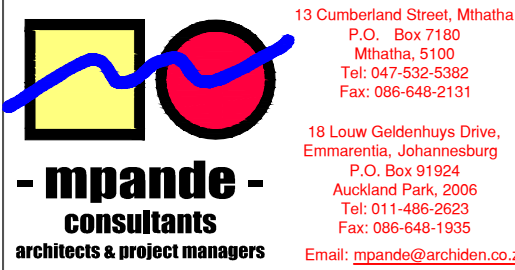 - mpande -
consultants
architects & project managers
13 Cumberland Street, Mthatha
P.O. Box 7180
Mthatha, 5100
Tel: 047-532-5382
Fax: 086-648-2131
18 Louw Geldenhuys Drive,
Emmarentia, Johannesburg
P.O. Box 91924
Auckland Park, 2006
Tel: 011-486-2623
Fax: 086-648-1935
Email: mpande@archiden.co.z